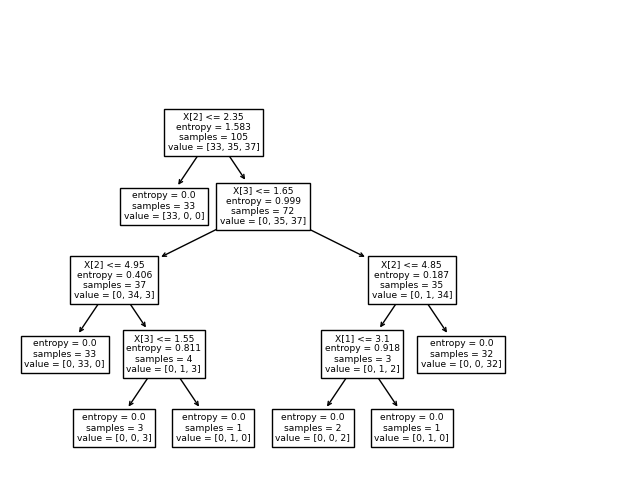 X[2] <= 2.35
entropy = 1.583
samples = 105
value = [33, 35, 37]
entropy = 0.0
samples = 33
value = [33, 0, 0]
X[3] <= 1.65
entropy = 0.999
samples = 72
value = [0, 35, 37]
X[2] <= 4.95
entropy = 0.406
samples = 37
value = [0, 34, 3]
X[2] <= 4.85
entropy = 0.187
samples = 35
value = [0, 1, 34]
entropy = 0.0
samples = 33
value = [0, 33, 0]
X[3] <= 1.55
entropy = 0.811
samples = 4
value = [0, 1, 3]
X[1] <= 3.1
entropy = 0.918
samples = 3
value = [0, 1, 2]
entropy = 0.0
samples = 32
value = [0, 0, 32]
entropy = 0.0
samples = 3
value = [0, 0, 3]
entropy = 0.0
samples = 1
value = [0, 1, 0]
entropy = 0.0
samples = 2
value = [0, 0, 2]
entropy = 0.0
samples = 1
value = [0, 1, 0]